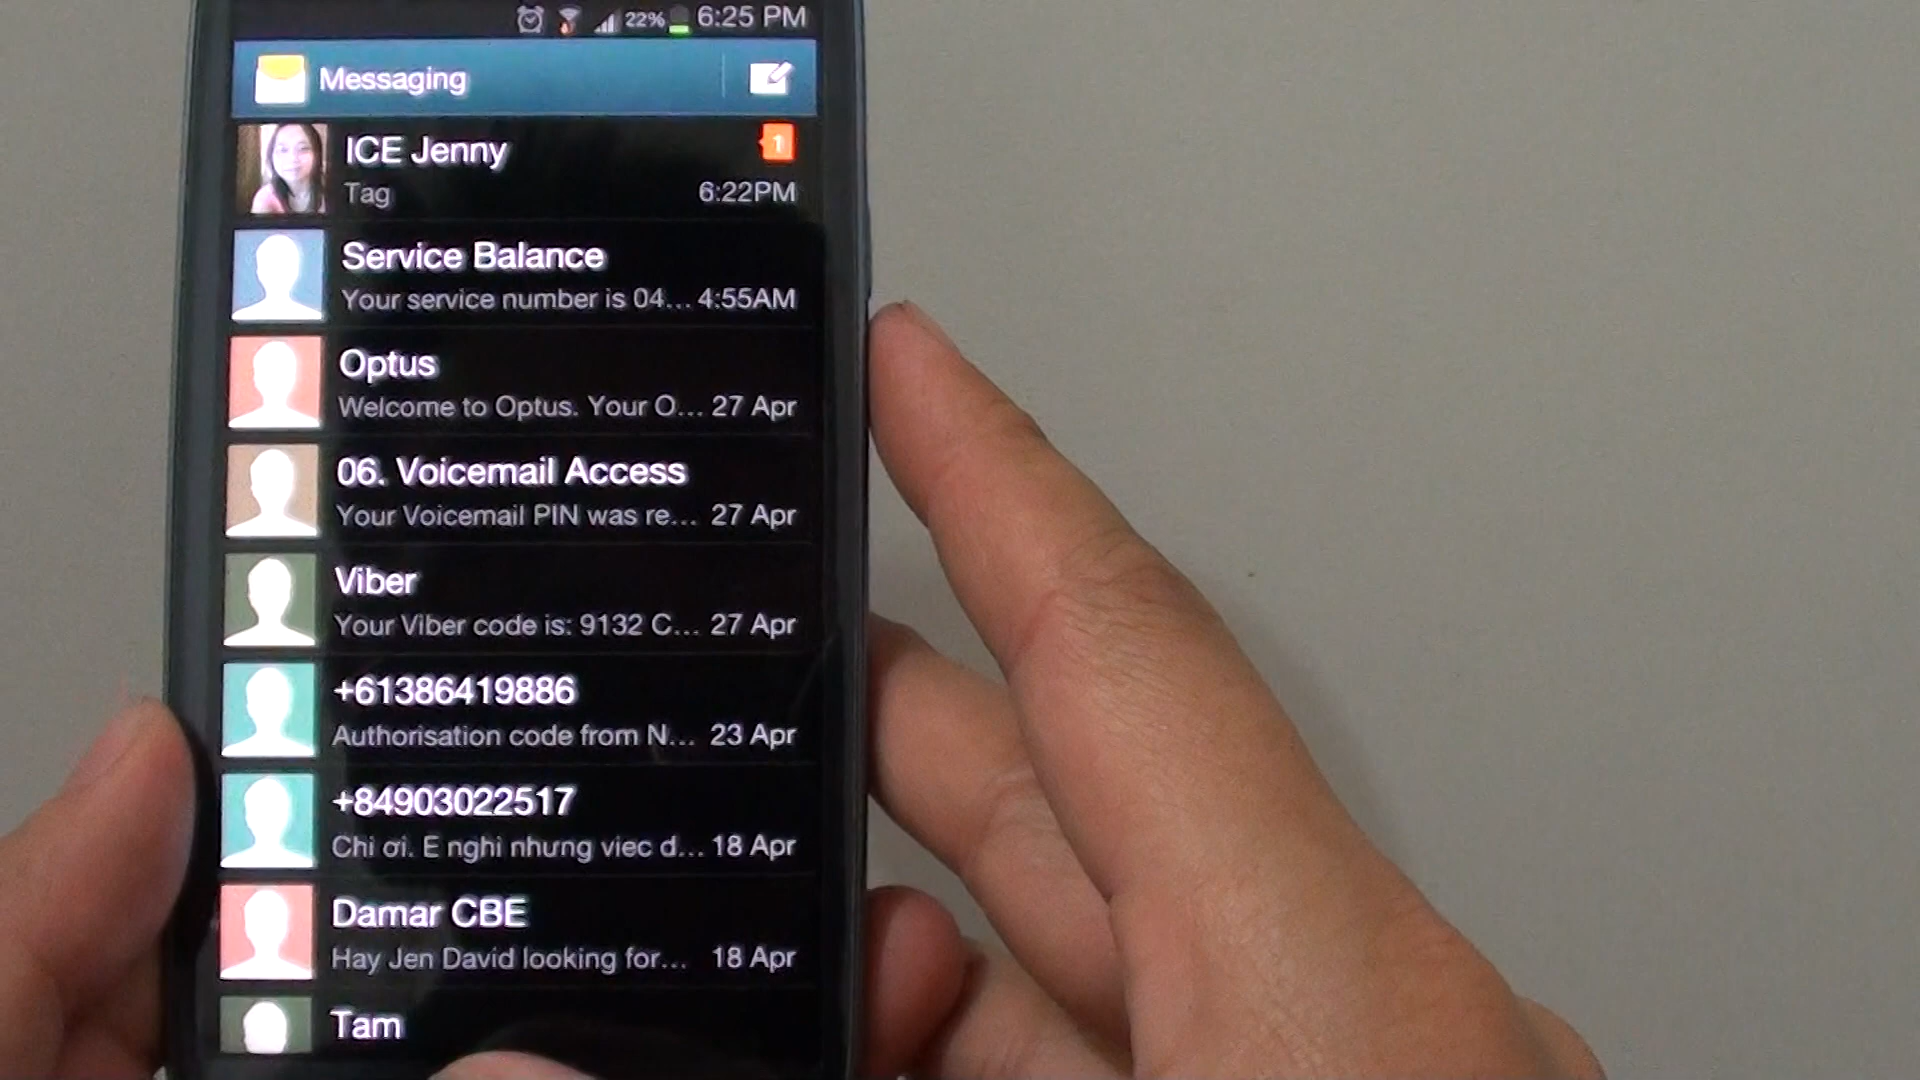 22% 6:25 PM
Messaging
ICE Jenny 1
Tag 6:22PM
Service Balance
Your service number is 04... 4:55AM
Optus
Welcome to Optus. Your O... 27 Apr
06. Voicemail Access
Your Voicemail PIN was re... 27 Apr
Viber
Your Viber code is: 9132 C... 27 Apr
+61386419886
Authorisation code from N... 23 Apr
+84903022517
Chi ơi. E nghi nhưng viec d... 18 Apr
Damar CBE
Hay Jen David looking for... 18 Apr
Tam